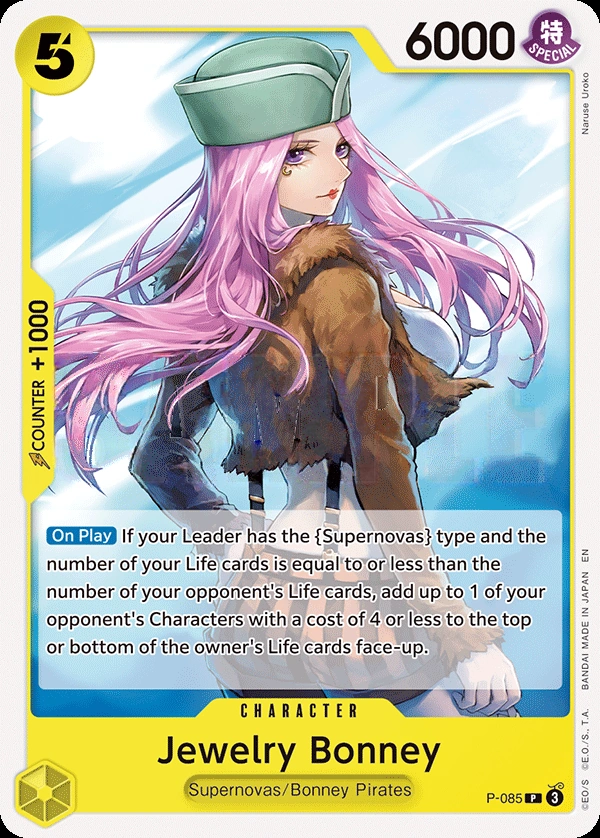 5
6000
特
SPECIAL
Naruse Uroko
COUNTER +1000
On Play If your Leader has the {Supernovas} type and the
number of your Life cards is equal to or less than the
number of your opponent's Life cards, add up to 1 of your
opponent's Characters with a cost of 4 or less to the top
or bottom of the owner's Life cards face-up.
CHARACTER
Jewelry Bonney
Supernovas/Bonney Pirates
P-085 P 3
©E.O/S ©E.O./S., T.A. BANDAI MADE IN JAPAN EN